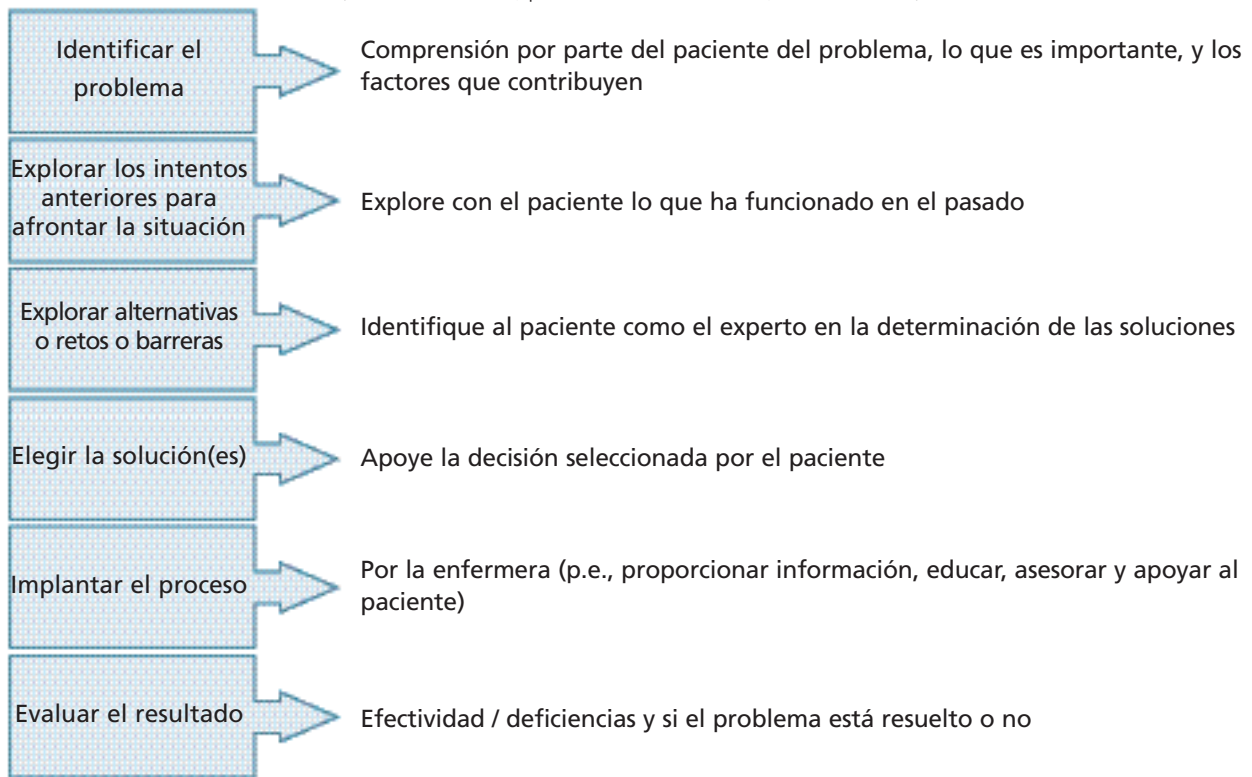 Identificar el
problema
Comprensión por parte del paciente del problema, lo que es importante, y los
factores que contribuyen
Explorar los intentos
anteriores para
afrontar la situación
Explore con el paciente lo que ha funcionado en el pasado
Explorar alternativas
o retos o barreras
Identifique al paciente como el experto en la determinación de las soluciones
Elegir la solución(es)
Apoye la decisión seleccionada por el paciente
Implantar el proceso
Por la enfermera (p.e., proporcionar información, educar, asesorar y apoyar al
paciente)
Evaluar el resultado
Efectividad / deficiencias y si el problema está resuelto o no